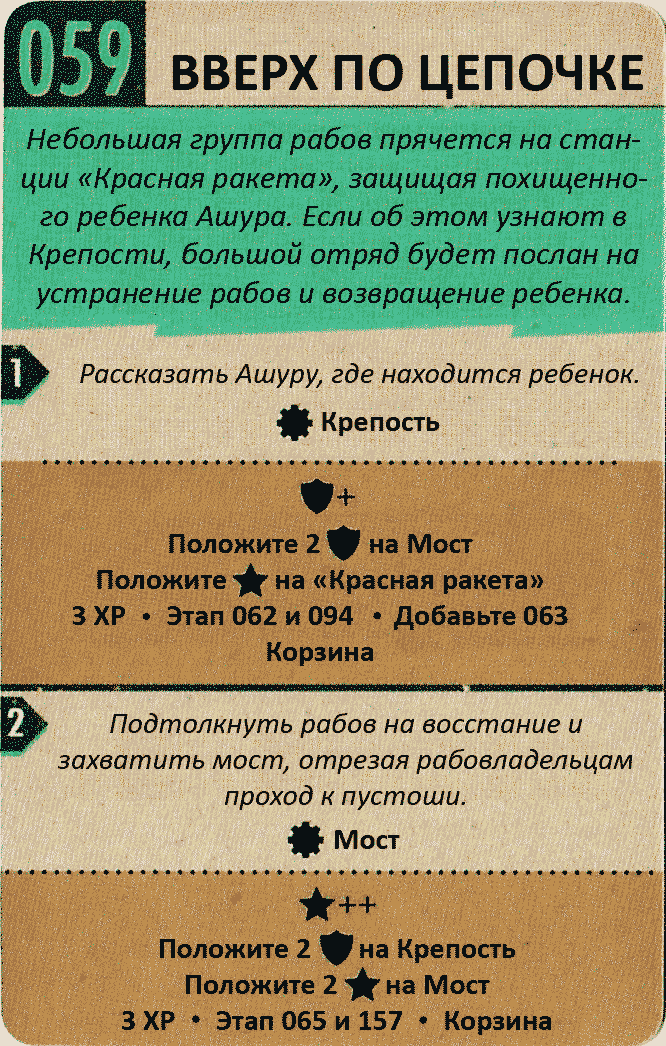 059
ВВЕРХ ПО ЦЕПОЧКЕ
Небольшая группа рабов прячется на стан-
ции «Красная ракета», защищая похищенно-
го ребенка Ашура. Если об этом узнают в
Крепости, большой отряд будет послан на
устранение рабов и возвращение ребенка.
1
Рассказать Ашуру, где находится ребенок.
Крепость
+
Положите 2 на Мост
Положите ★ на «Красная ракета»
3 XP • Этап 062 и 094 • Добавьте 063
Корзина
2
Подтолкнуть рабов на восстание и
захватить мост, отрезая рабовладельцам
проход к пустоши.
Мост
★++
Положите 2 на Крепость
Положите 2 ★ на Мост
3 XP • Этап 065 и 157 • Корзина